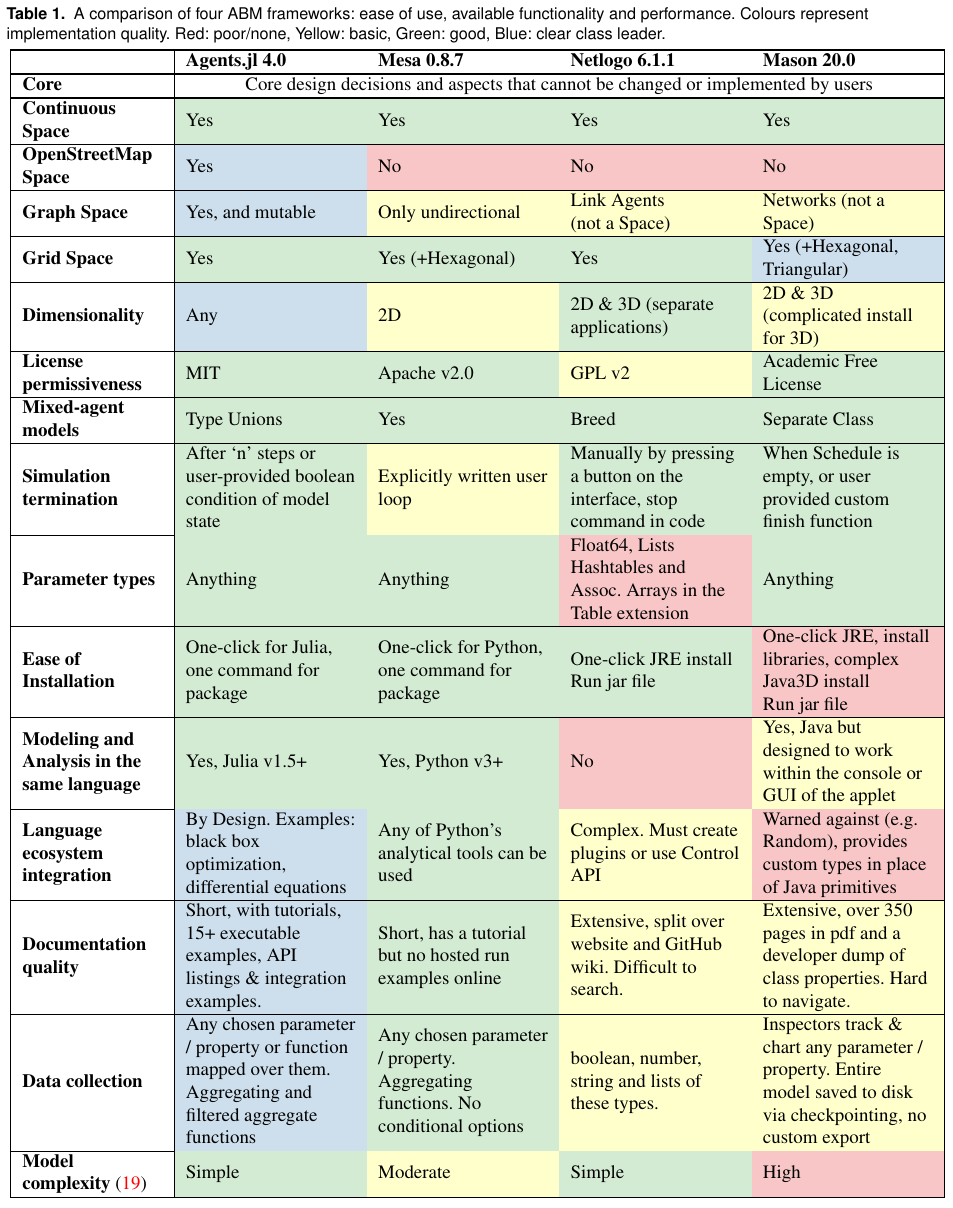 Table 1. A comparison of four ABM frameworks: ease of use, available functionality and performance. Colours represent
implementation quality. Red: poor/none, Yellow: basic, Green: good, Blue: clear class leader.
Agents.jl 4.0 Mesa 0.8.7 Netlogo 6.1.1 Mason 20.0
Core Core design decisions and aspects that cannot be changed or implemented by users
Continuous
Space
Yes
Yes
Yes
Yes
OpenStreetMap
Space
Yes
No
No
No
Graph Space
Yes, and mutable
Only undirectional
Link Agents
(not a Space)
Networks (not a
Space)
Grid Space
Yes
Yes (+Hexagonal)
Yes
Yes (+Hexagonal,
Triangular)
Dimensionality
Any
2D
2D & 3D (separate
applications)
2D & 3D
(complicated install
for 3D)
License
permissiveness
MIT
Apache v2.0
GPL v2
Academic Free
License
Mixed-agent
models
Type Unions
Yes
Breed
Separate Class
Simulation
termination
After ‘n’ steps or
user-provided boolean
condition of model
state
Explicitly written user
loop
Manually by pressing
a button on the
interface, stop
command in code
When Schedule is
empty, or user
provided custom
finish function
Parameter types
Anything
Anything
Float64, Lists
Hashtables and
Assoc. Arrays in the
Table extension
Anything
Ease of
Installation
One-click for Julia,
one command for
package
One-click for Python,
one command for
package
One-click JRE install
Run jar file
One-click JRE, install
libraries, complex
Java3D install
Run jar file
Modeling and
Analysis in the
same language
Yes, Julia v1.5+
Yes, Python v3+
No
Yes, Java but
designed to work
within the console or
GUI of the applet
Language
ecosystem
integration
By Design. Examples:
black box
optimization,
differential equations
Any of Python’s
analytical tools can be
used
Complex. Must create
plugins or use Control
API
Warned against (e.g.
Random), provides
custom types in place
of Java primitives
Documentation
quality
Short, with tutorials,
15+ executable
examples, API
listings & integration
examples.
Short, has a tutorial
but no hosted run
examples online
Extensive, split over
website and GitHub
wiki. Difficult to
search.
Extensive, over 350
pages in pdf and a
developer dump of
class properties. Hard
to navigate.
Data collection
Any chosen parameter
/ property or function
mapped over them.
Aggregating and
filtered aggregate
functions
Any chosen parameter
/ property.
Aggregating
functions. No
conditional options
boolean, number,
string and lists of
these types.
Inspectors track &
chart any parameter /
property. Entire
model saved to disk
via checkpointing, no
custom export
Model
complexity (19)
Simple
Moderate
Simple
High